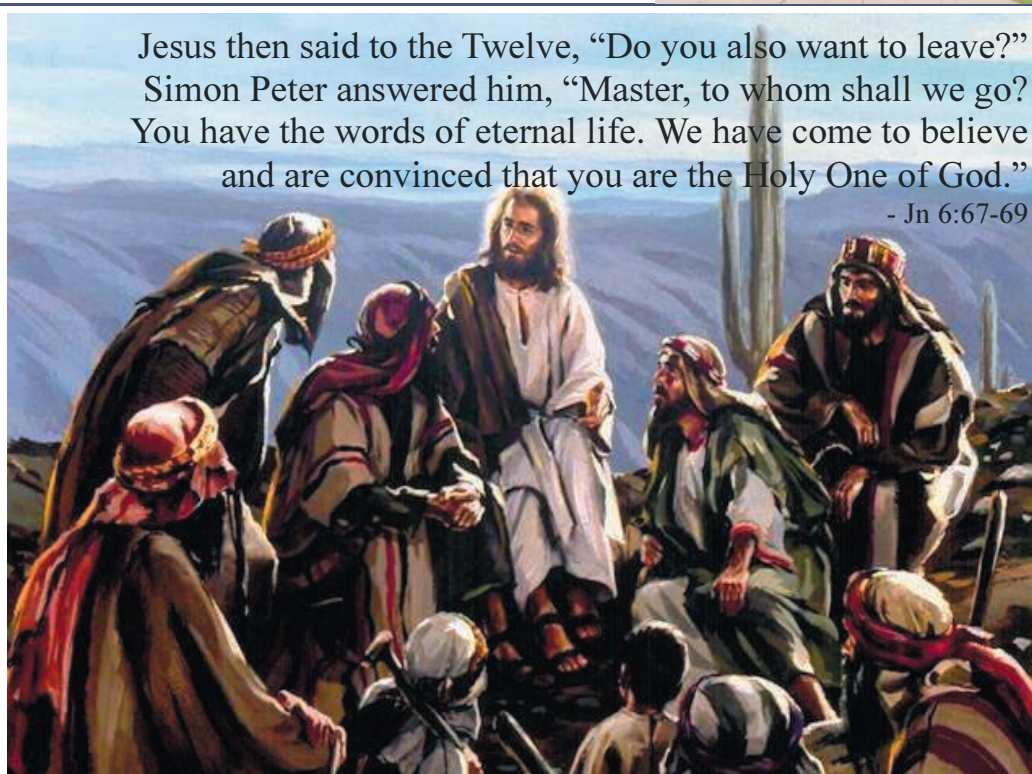 Jesus then said to the Twelve, “Do you also want to leave?”
Simon Peter answered him, “Master, to whom shall we go?
You have the words of eternal life. We have come to believe
and are convinced that you are the Holy One of God.”
- Jn 6:67-69